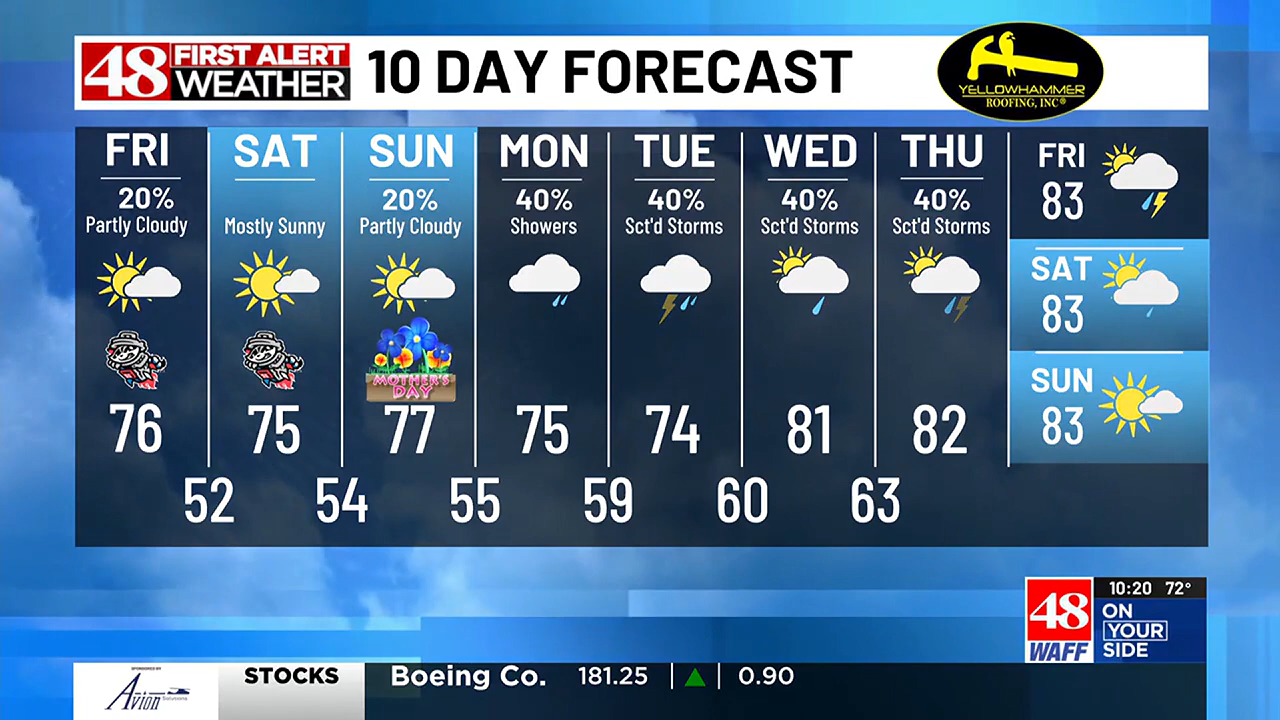 48 FIRST ALERT WEATHER
10 DAY FORECAST
YELLOWHAMMER
ROOFING, INC®
FRI
20%
Partly Cloudy
76
SAT
Mostly Sunny
75
SUN
20%
Partly Cloudy
MOTHER'S
DAY
77
MON
40%
Showers
75
TUE
40%
Sct'd Storms
74
WED
40%
Sct'd Storms
81
THU
40%
Sct'd Storms
82
52 54 55 59 60 63
FRI
83
SAT
83
SUN
83
48
WAFF
10:20 72°
ON
YOUR
SIDE
SPONSORED BY
Avion
Solutions
STOCKS
Boeing Co. 181.25 0.90